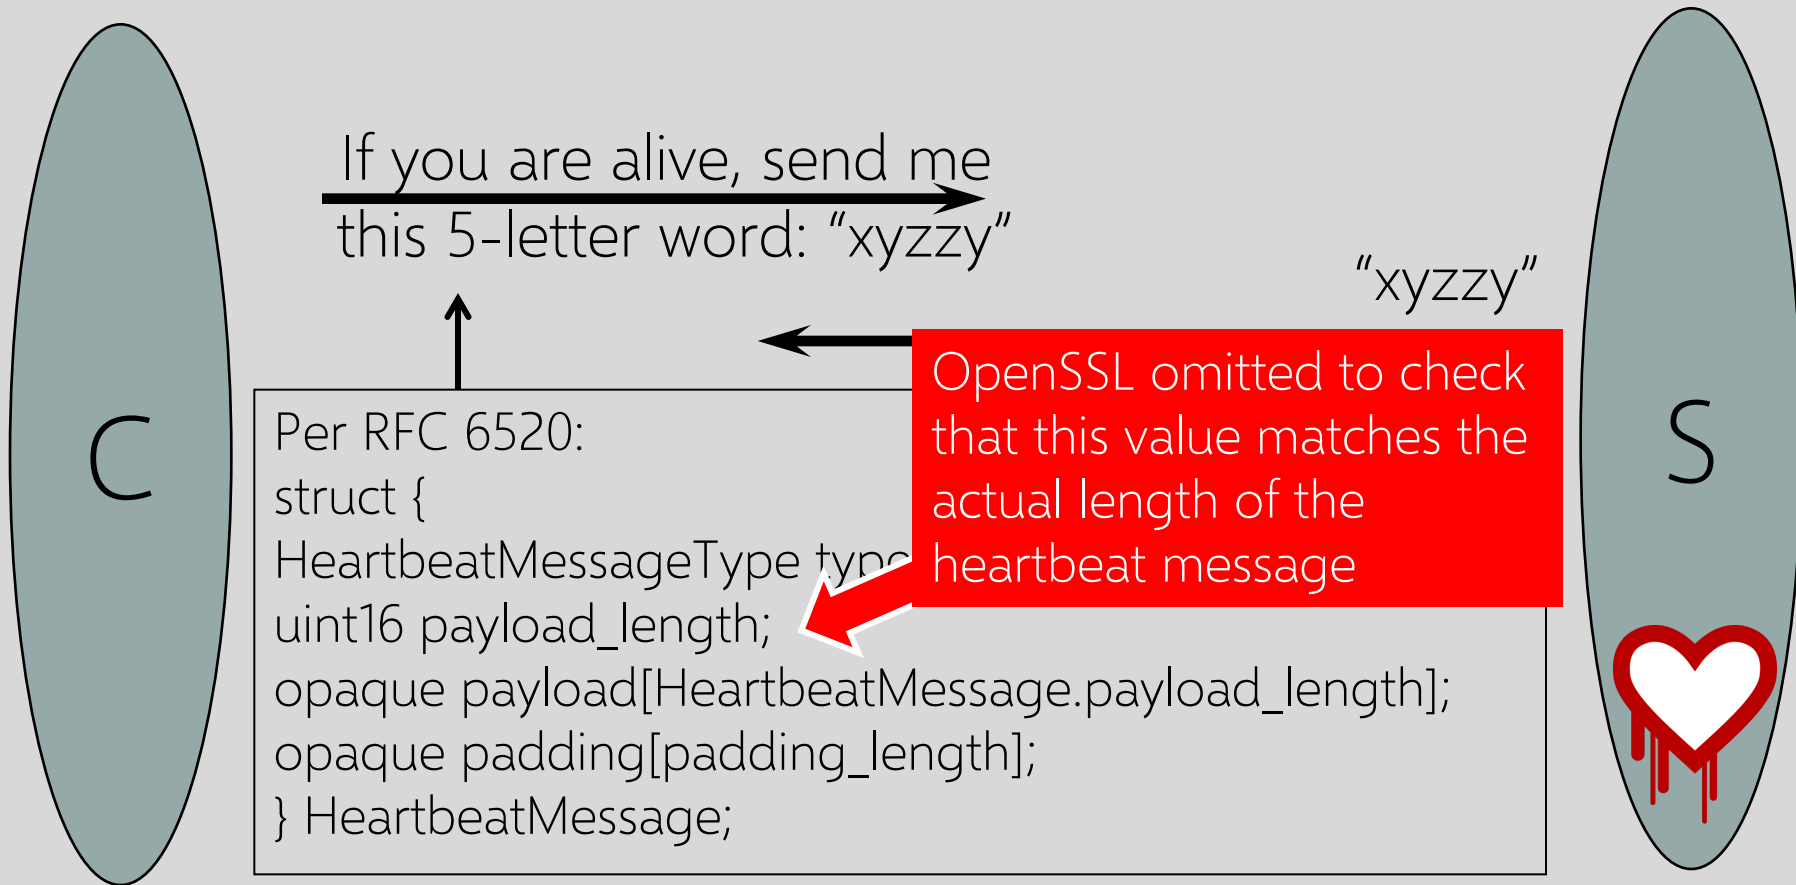 If you are alive, send me
this 5-letter word: “xyzzy”
“xyzzy”
C
S
Per RFC 6520:
struct {
HeartbeatMessageType type
uint16 payload_length;
opaque payload[HeartbeatMessage.payload_length];
opaque padding[padding_length];
} HeartbeatMessage;
OpenSSL omitted to check
that this value matches the
actual length of the
heartbeat message